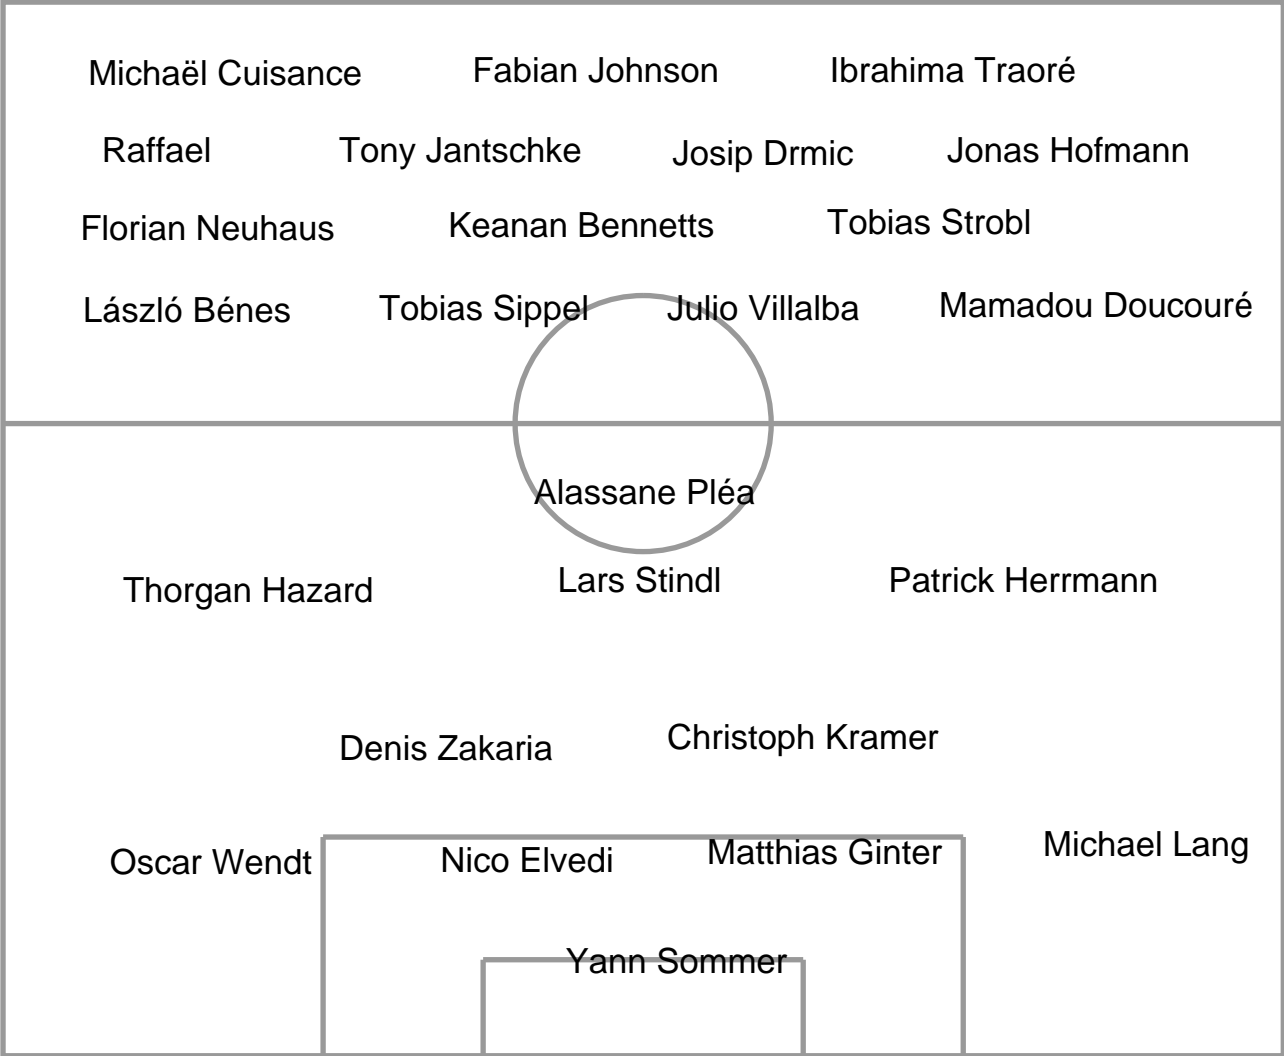 Michaël Cuisance Fabian Johnson Ibrahima Traoré
Raffael Tony Jantschke Josip Drmic Jonas Hofmann
Florian Neuhaus Keanan Bennetts Tobias Strobl
László Bénes Tobias Sippel Julio Villalba Mamadou Doucouré
Alassane Pléa
Thorgan Hazard Lars Stindl Patrick Herrmann
Denis Zakaria Christoph Kramer
Oscar Wendt Nico Elvedi Matthias Ginter Michael Lang
Yann Sommer